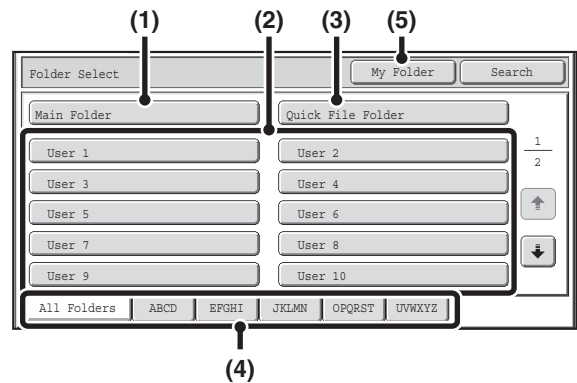 (1) (2) (3) (5)
Folder Select My Folder Search
Main Folder Quick File Folder
User 1 User 2
1
2
User 3 User 4
User 5 User 6
User 7 User 8
User 9 User 10
All Folders ABCD EFGHI JKLMN OPQRST UVWXYZ
(4)